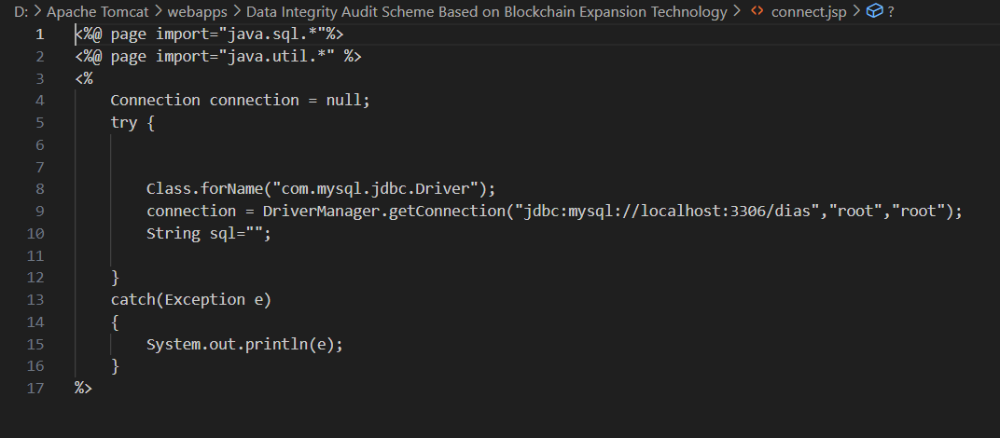 D: > Apache Tomcat > webapps > Data Integrity Audit Scheme Based on Blockchain Expansion Technology > <> connect.jsp > ?
1 <%@ page import="java.sql.*"%>
2 <%@ page import="java.util.*" %>
3 <%
4     Connection connection = null;
5     try {
6
7
8         Class.forName("com.mysql.jdbc.Driver");
9         connection = DriverManager.getConnection("jdbc:mysql://localhost:3306/dias","root","root");
10         String sql="";
11
12     }
13     catch(Exception e)
14     {
15         System.out.println(e);
16     }
17 %>